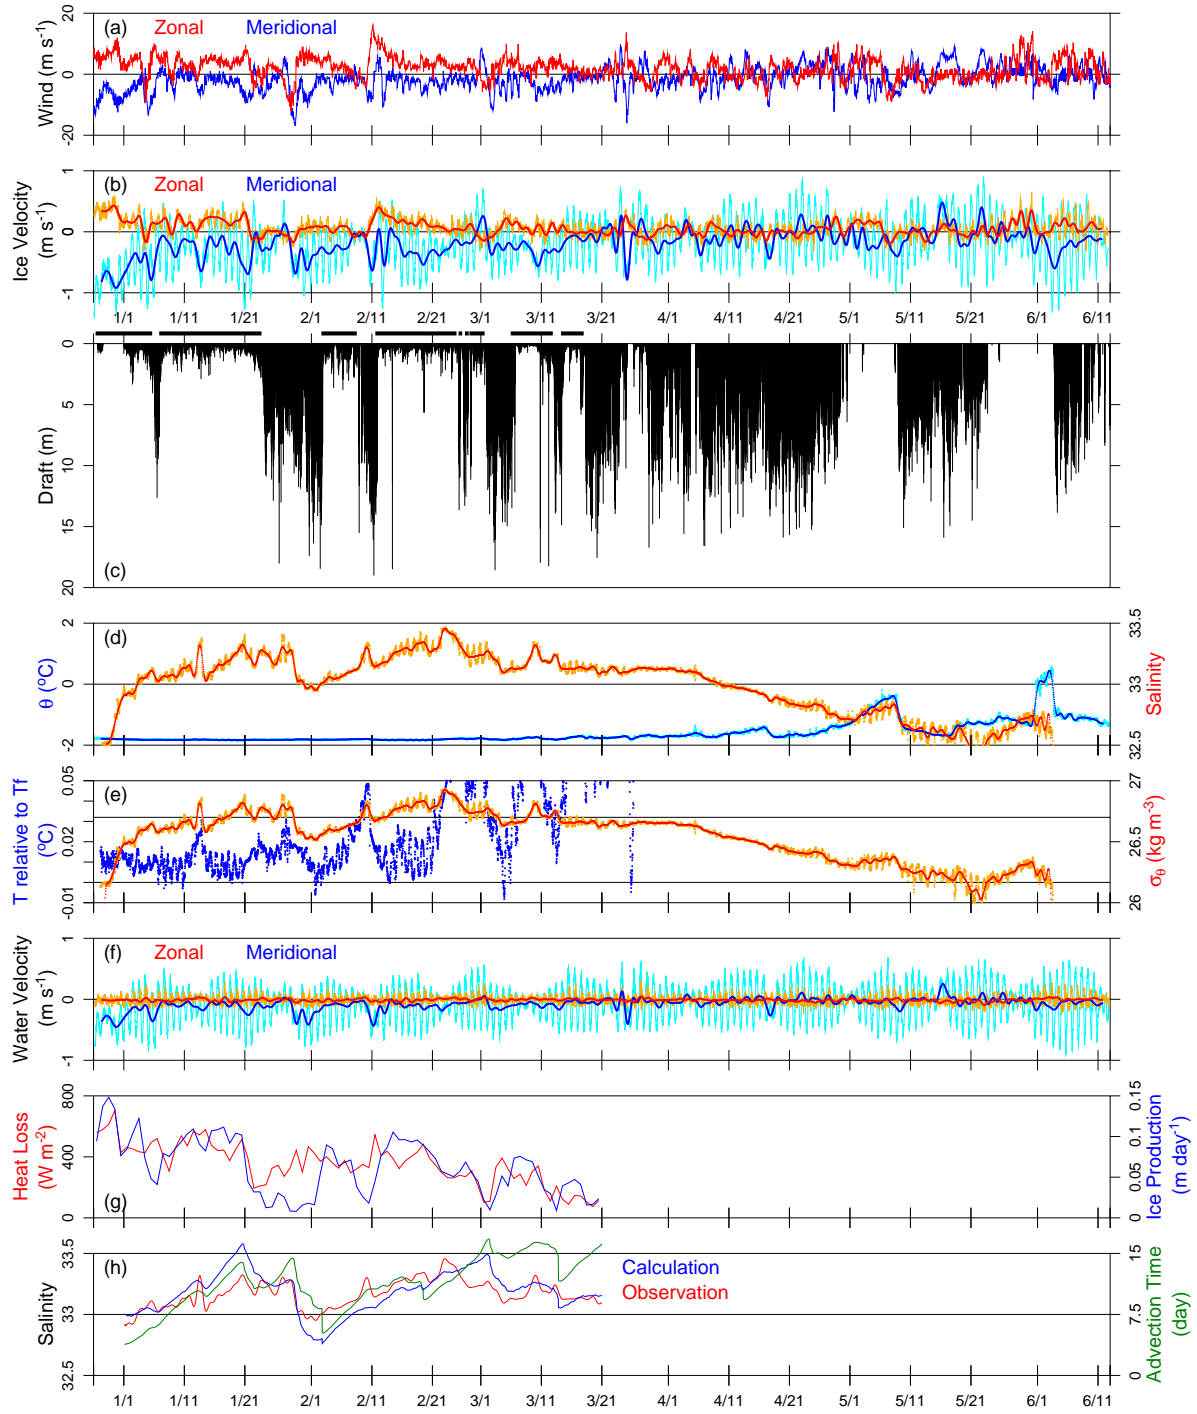 (a) Zonal Meridional
Wind (m s-1)
20
0
-20
(b) Zonal Meridional
Ice Velocity
(m s-1)
1
0
-1
1/1 1/11 1/21 2/1 2/11 2/21 3/1 3/11 3/21 4/1 4/11 4/21 5/1 5/11 5/21 6/1 6/11
(c)
Draft (m)
0
5
10
15
20
(d)
θ (ºC)
2
0
-2
Salinity
33.5
33
32.5
(e)
T relative to Tf
(ºC)
0.05
0.02
-0.01
σθ (kg m-3)
27
26.5
26
(f) Zonal Meridional
Water Velocity
(m s-1)
1
0
-1
(g)
Heat Loss
(W m-2)
800
400
0
Ice Production
(m day-1)
0.15
0.1
0.05
0
(h)
Calculation
Observation
Salinity
33.5
33
32.5
Advection Time
(day)
15
7.5
0
1/1 1/11 1/21 2/1 2/11 2/21 3/1 3/11 3/21 4/1 4/11 4/21 5/1 5/11 5/21 6/1 6/11